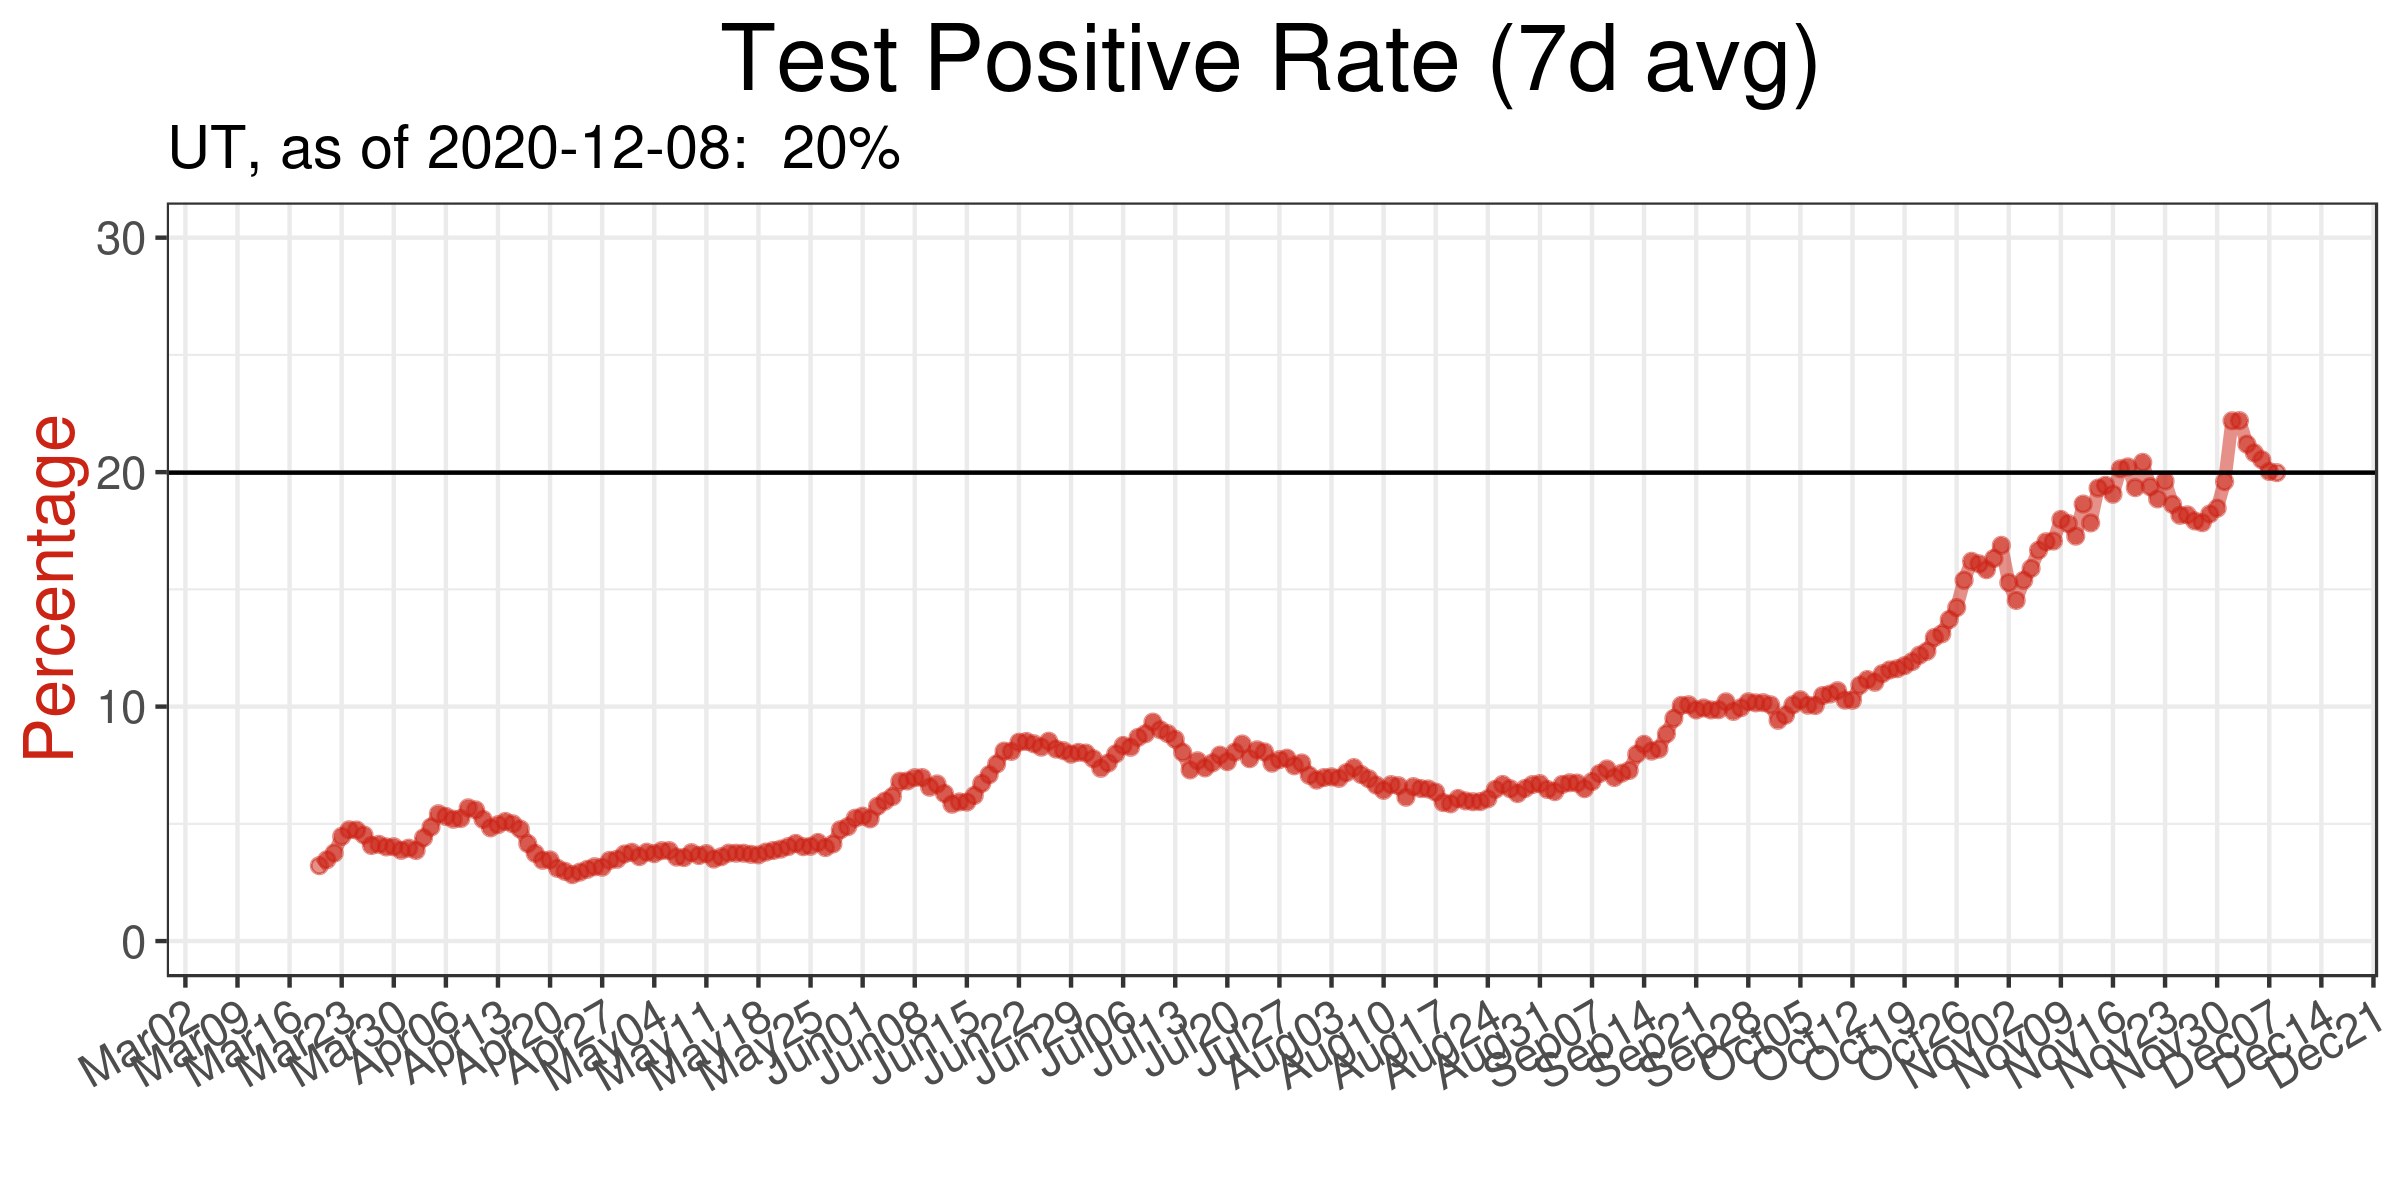 Test Positive Rate (7d avg)
UT, as of 2020-12-08:  20%
Percentage
30
20
10
0
Mar02
Mar09
Mar16
Mar23
Mar30
Apr06
Apr13
Apr20
Apr27
May04
May11
May18
May25
Jun01
Jun08
Jun15
Jun22
Jun29
Jul06
Jul13
Jul20
Jul27
Aug03
Aug10
Aug17
Aug24
Aug31
Sep07
Sep14
Sep21
Sep28
Oct05
Oct12
Oct19
Oct26
Nov02
Nov09
Nov16
Nov23
Nov30
Dec07
Dec14
Dec21